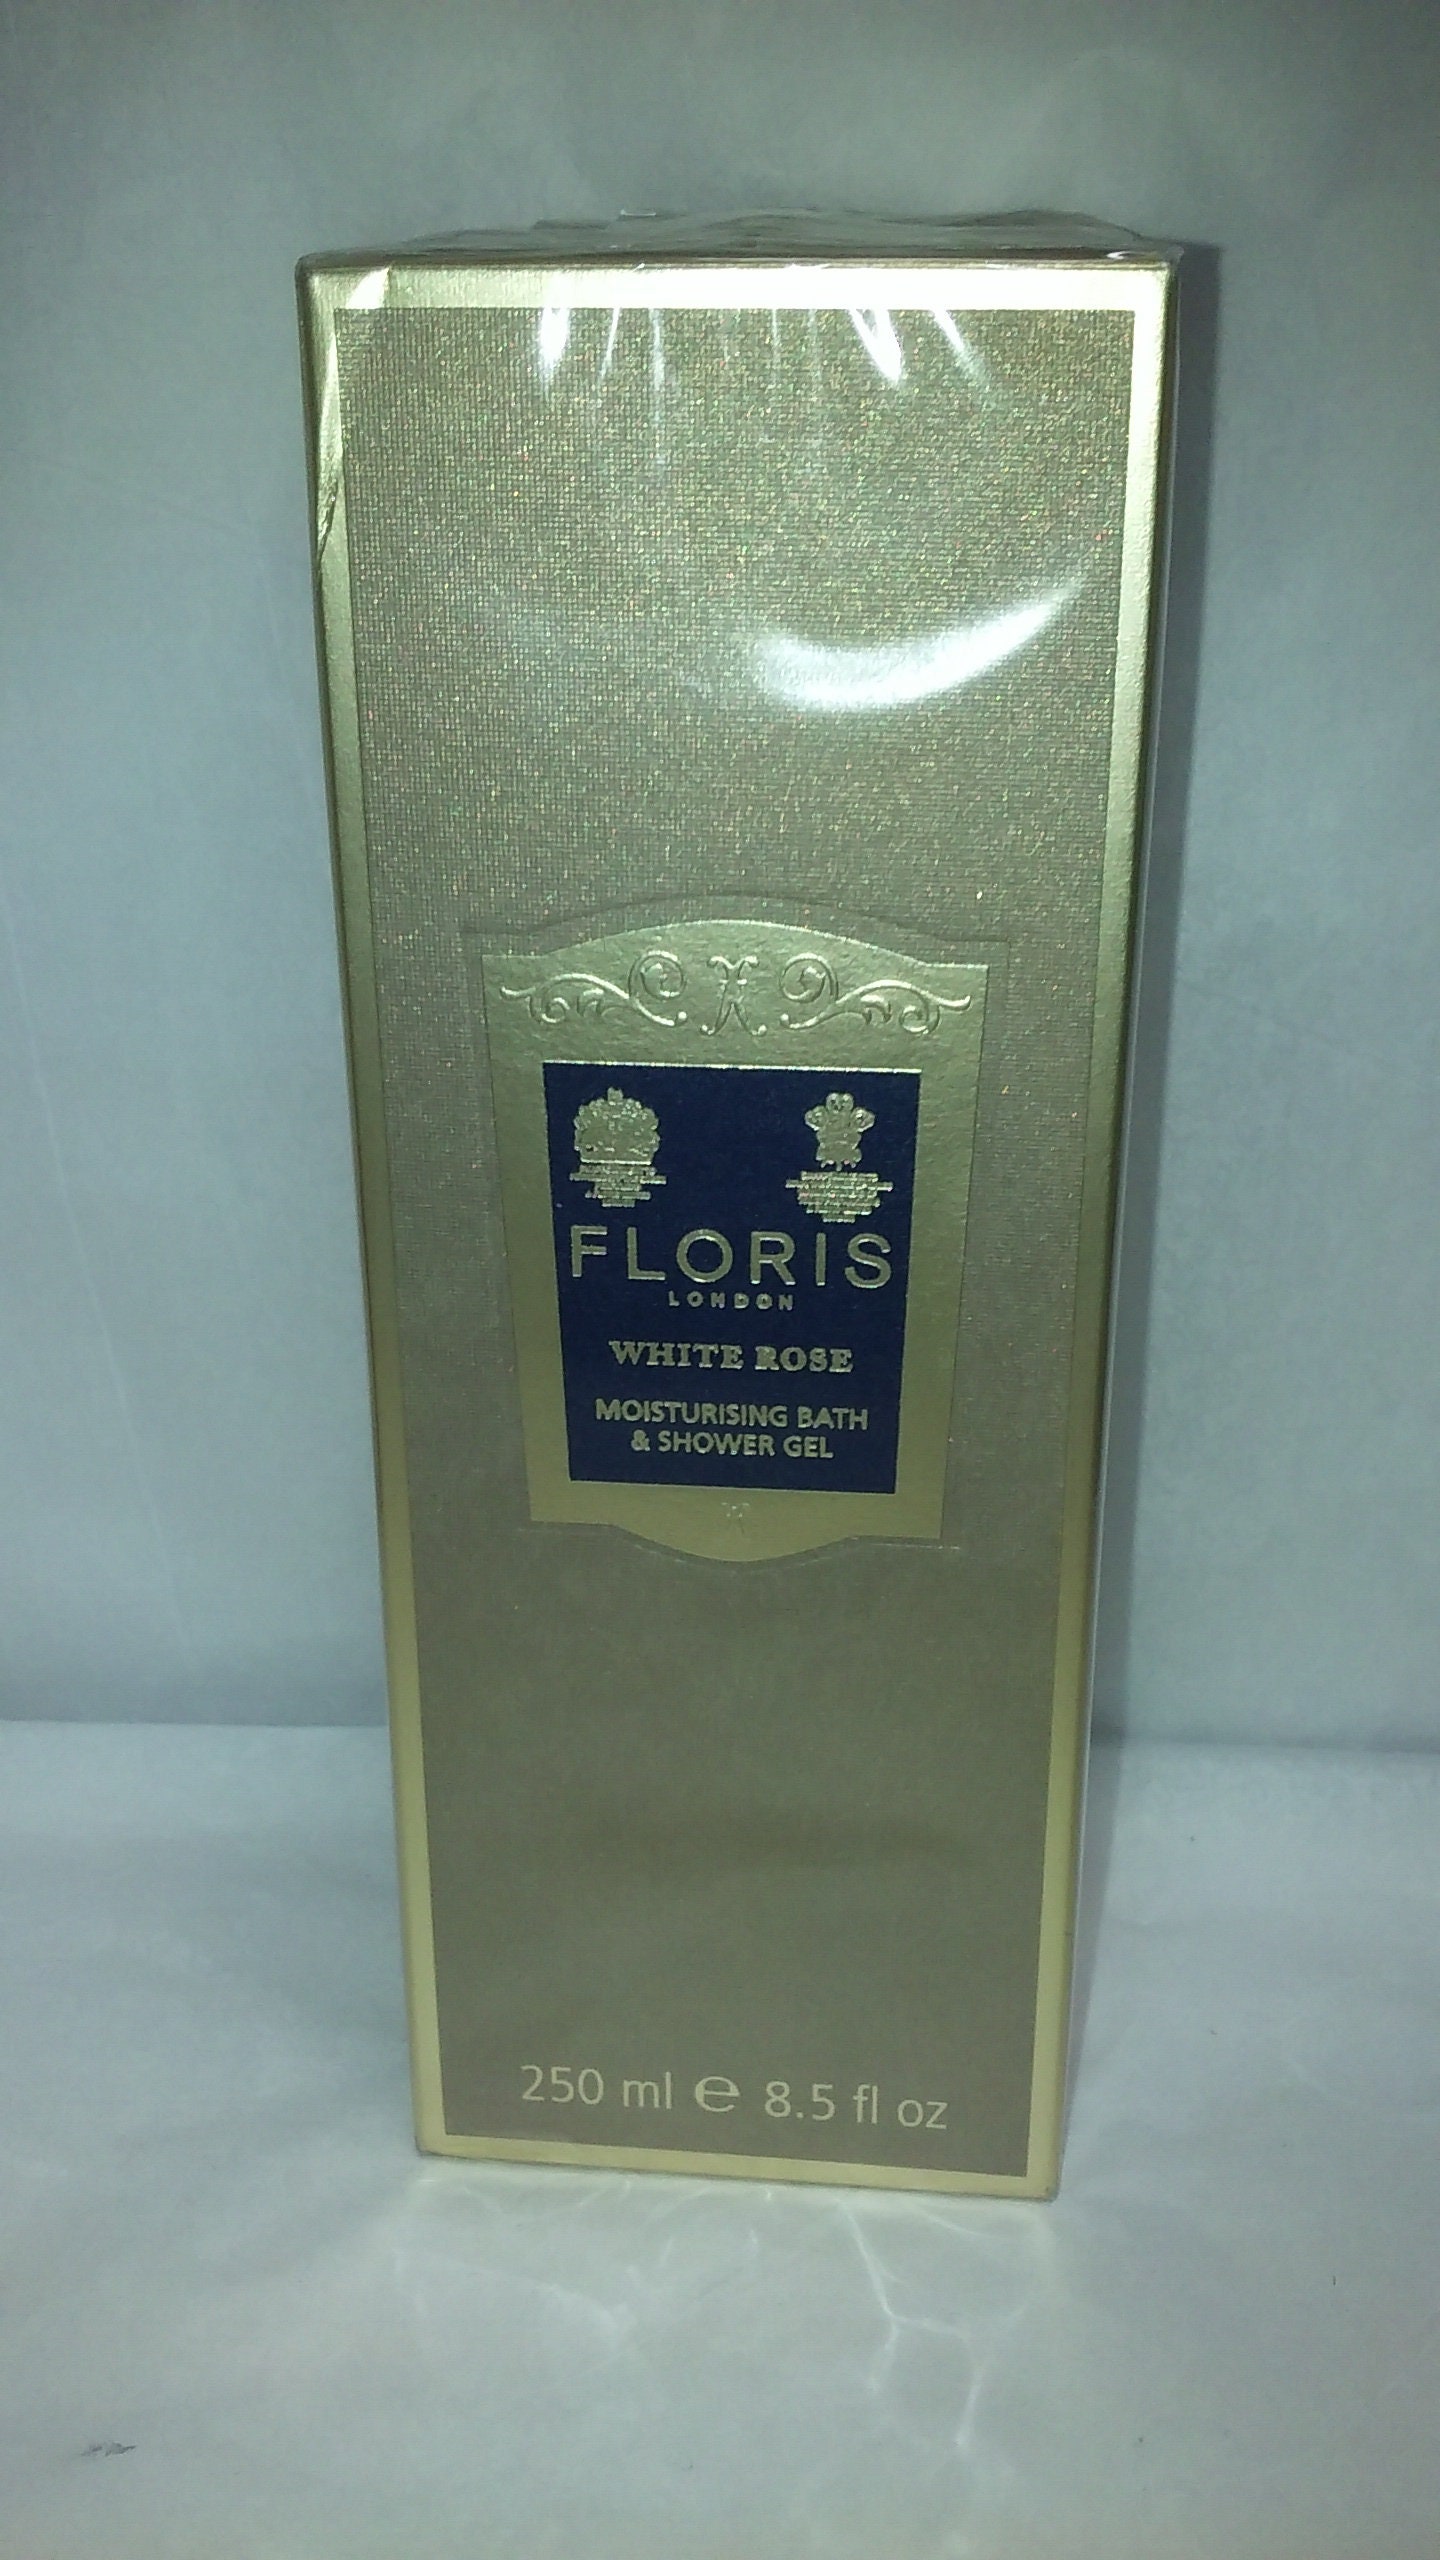 FLORIS
LONDON
WHITE ROSE
MOISTURISING BATH
& SHOWER GEL
250 ml e 8.5 fl oz